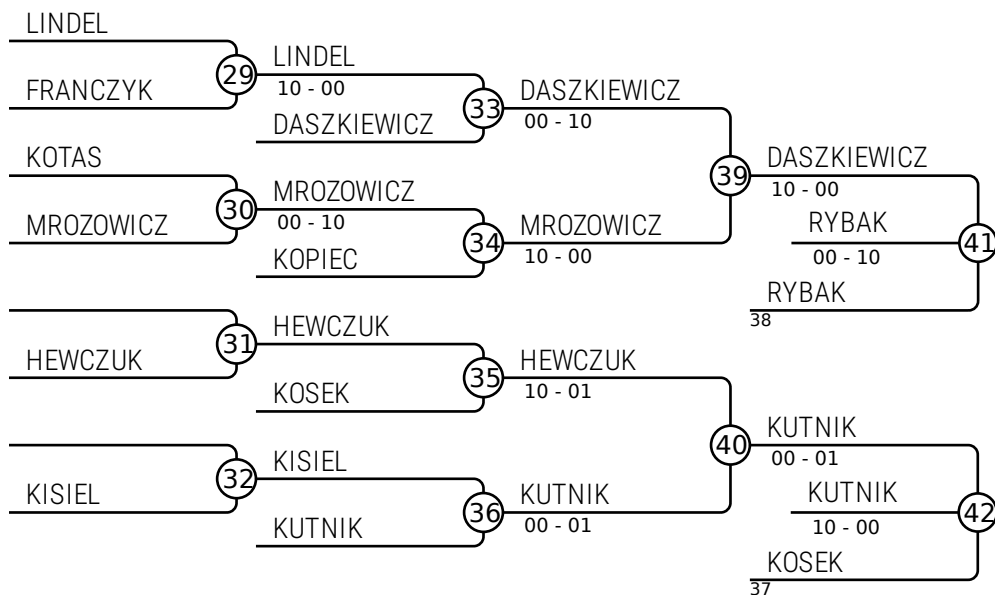 LINDEL
FRANCZYK
29
LINDEL
10 - 00
DASZKIEWICZ
33
DASZKIEWICZ
00 - 10
KOTAS
MROZOWICZ
30
MROZOWICZ
00 - 10
KOPIEC
34
MROZOWICZ
10 - 00
39
DASZKIEWICZ
10 - 00
RYBAK
00 - 10
RYBAK
38
41
HEWCZUK
31
HEWCZUK
KOSEK
35
HEWCZUK
10 - 01
KISIEL
32
KISIEL
KUTNIK
36
KUTNIK
00 - 01
40
KUTNIK
00 - 01
KUTNIK
10 - 00
KOSEK
37
42